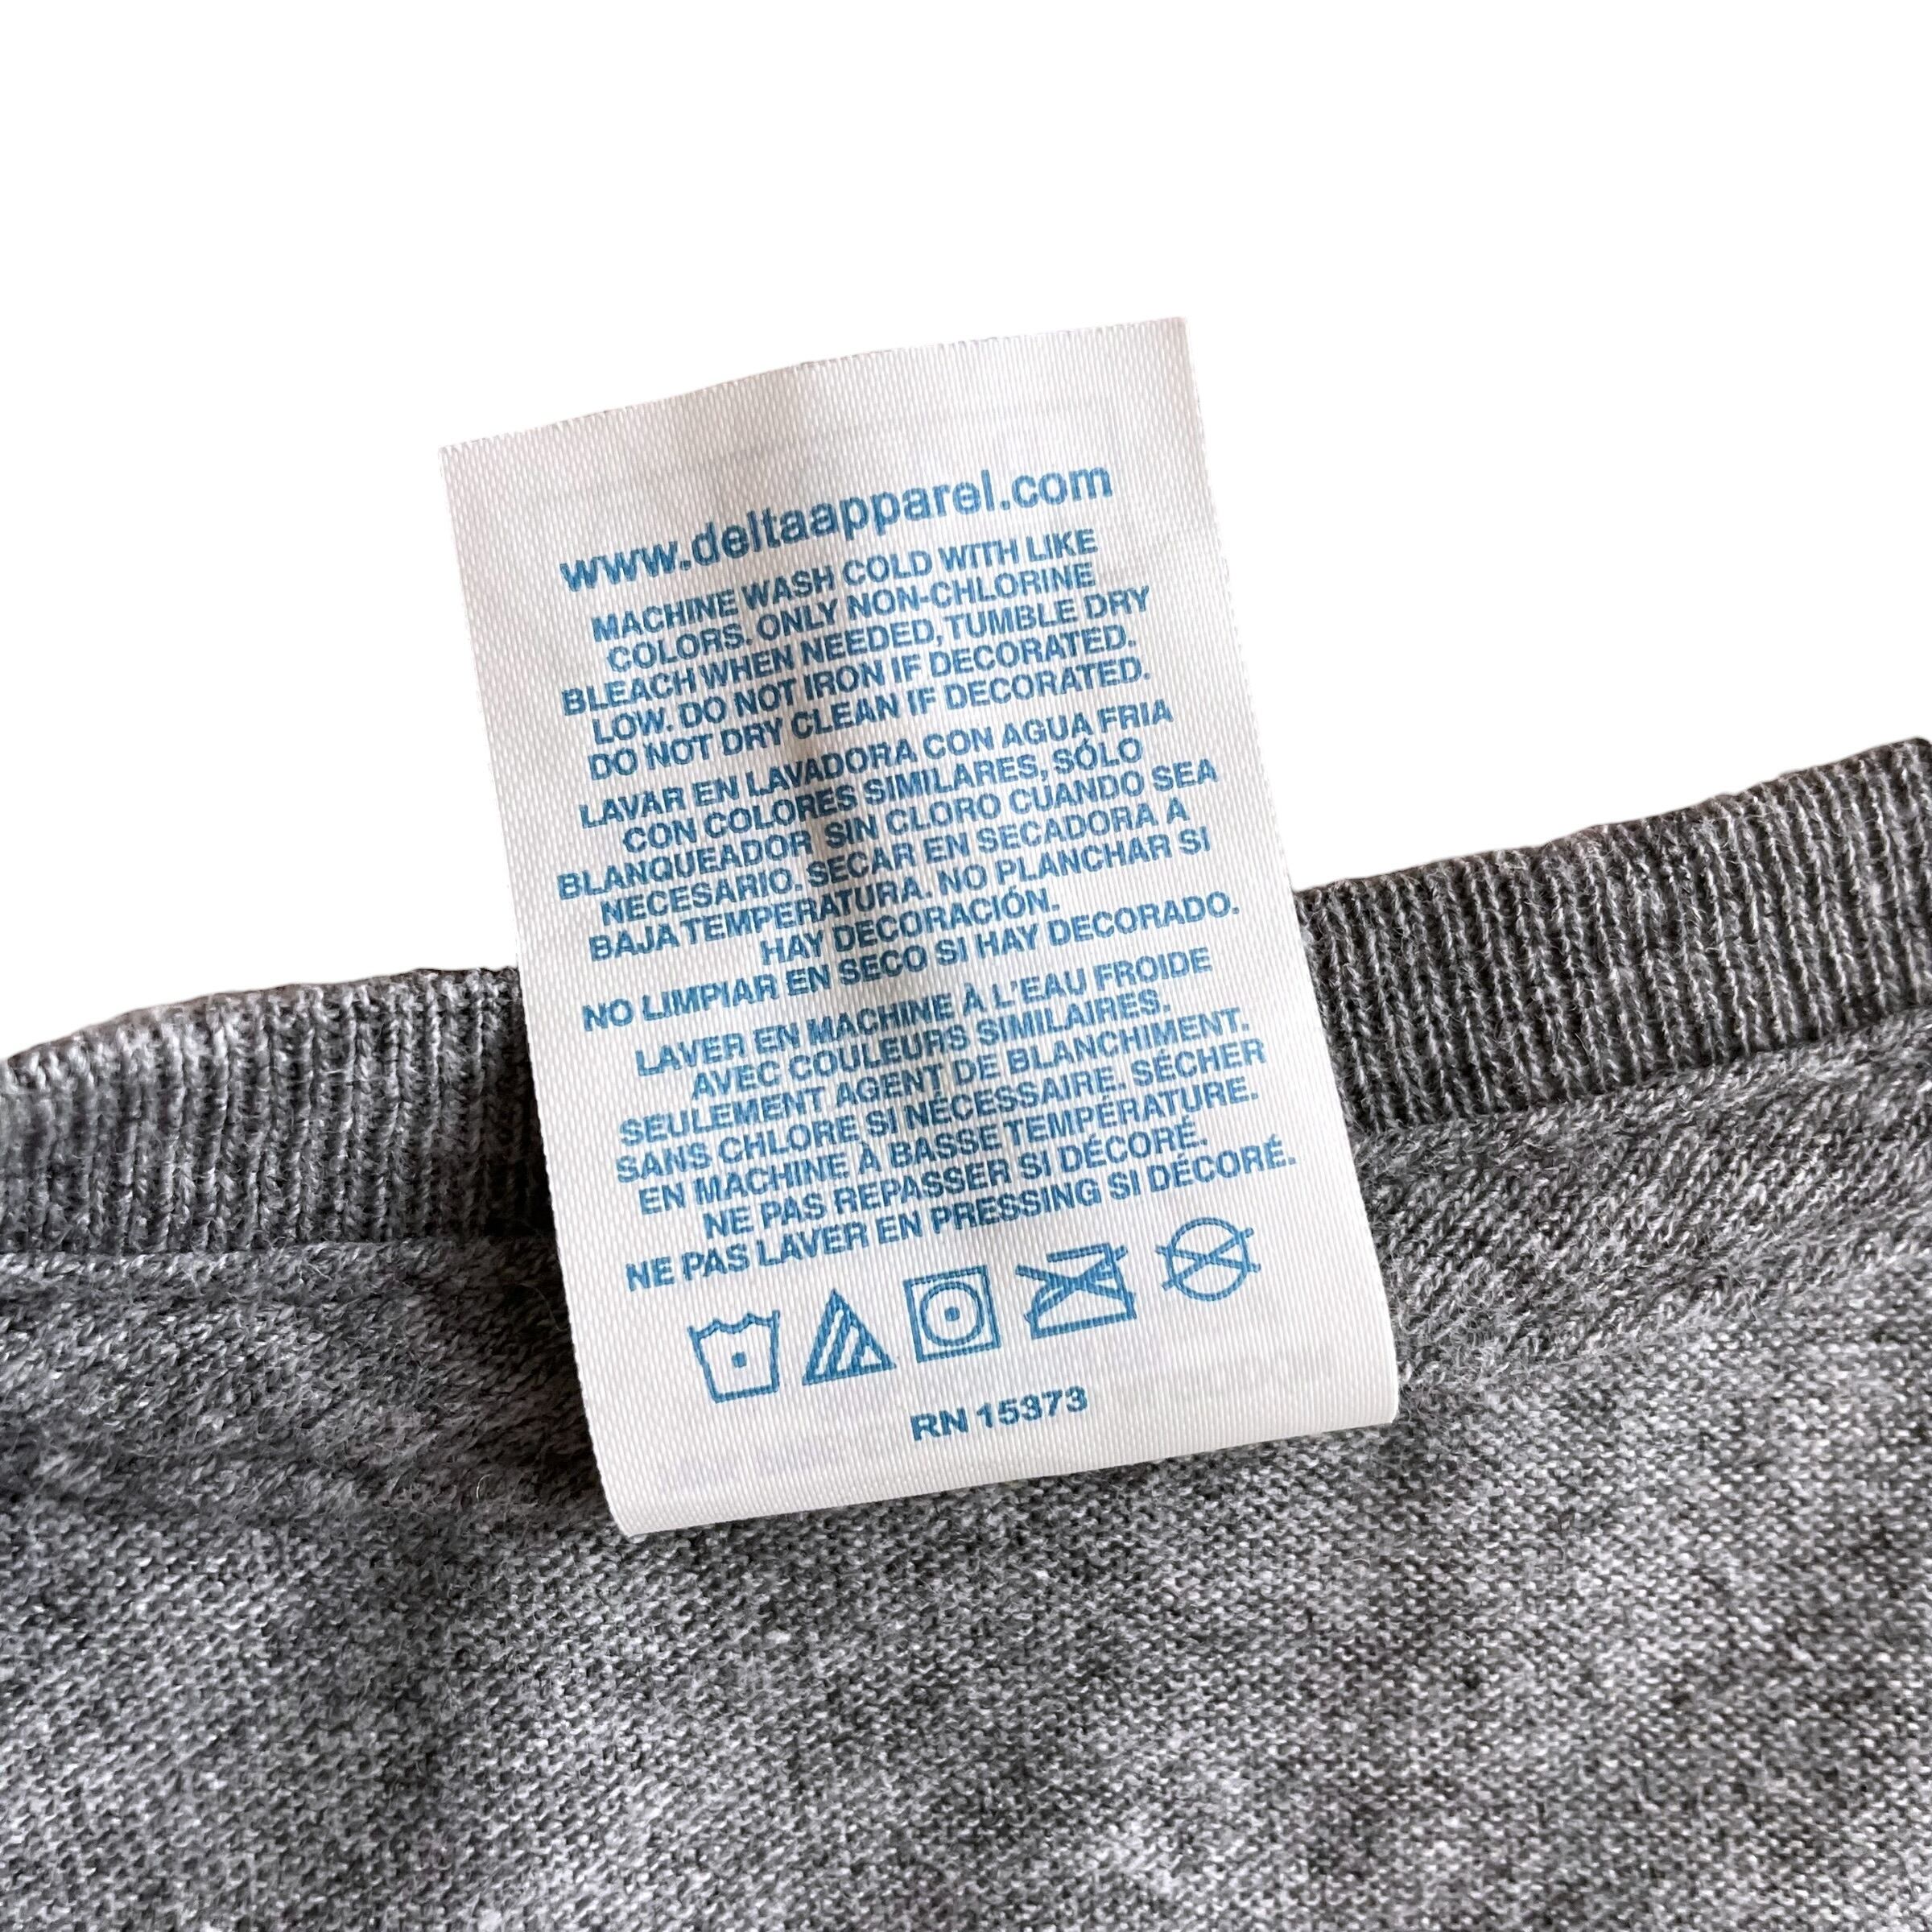 www.deltaapparel.com
MACHINE WASH COLD WITH LIKE
COLORS. ONLY NON-CHLORINE
BLEACH WHEN NEEDED, TUMBLE DRY
LOW. DO NOT IRON IF DECORATED.
DO NOT DRY CLEAN IF DECORATED.
LAVAR EN LAVADORA CON AGUA FRIA
CON COLORES SIMILARES, SÓLO
BLANQUEADOR SIN CLORO CUANDO SEA
NECESARIO. SECAR EN SECADORA A
BAJA TEMPERATURA. NO PLANCHAR SI
HAY DECORACIÓN.
NO LIMPIAR EN SECO SI HAY DECORADO.
LAVER EN MACHINE À L'EAU FROIDE
AVEC COULEURS SIMILAIRES.
SEULEMENT AGENT DE BLANCHIMENT.
SANS CHLORE SI NÉCESSAIRE. SÉCHER
EN MACHINE À BASSE TEMPÉRATURE.
NE PAS REPASSER SI DÉCORÉ.
NE PAS LAVER EN PRESSING SI DÉCORÉ.
RN 15373